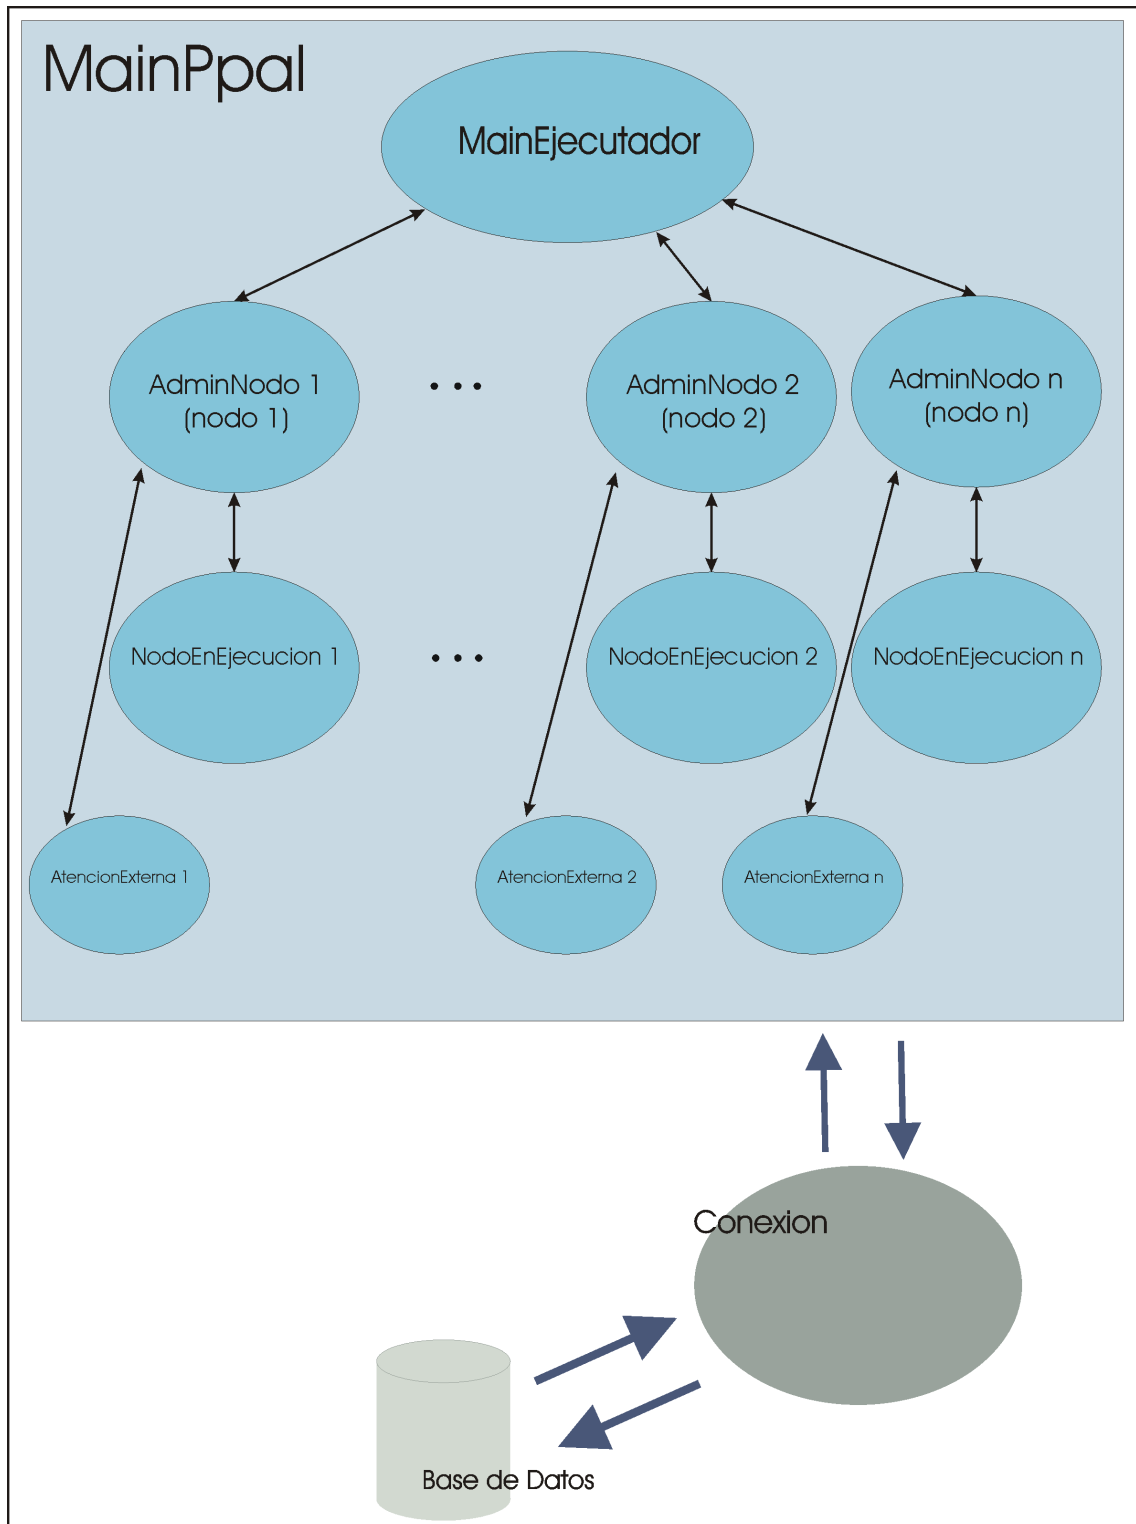 MainPpal
MainEjecutador
AdminNodo 1
(nodo 1)
. . .
AdminNodo 2
(nodo 2)
AdminNodo n
(nodo n)
NodoEnEjecucion 1
. . .
NodoEnEjecucion 2
NodoEnEjecucion n
AtencionExterna 1
AtencionExterna 2
AtencionExterna n
Conexion
Base de Datos